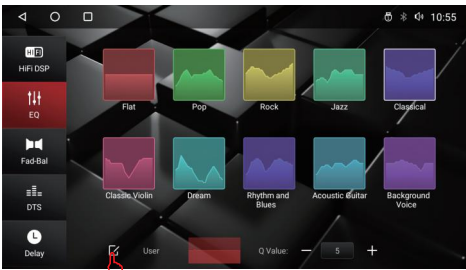 10:55
HiFi
HiFi DSP
EQ
Fad-Bal
DTS
Delay
Flat
Pop
Rock
Jazz
Classical
Classic Violin
Dream
Rhythm and
Blues
Acoustic Guitar
Background
Voice
User
Q Value:
5